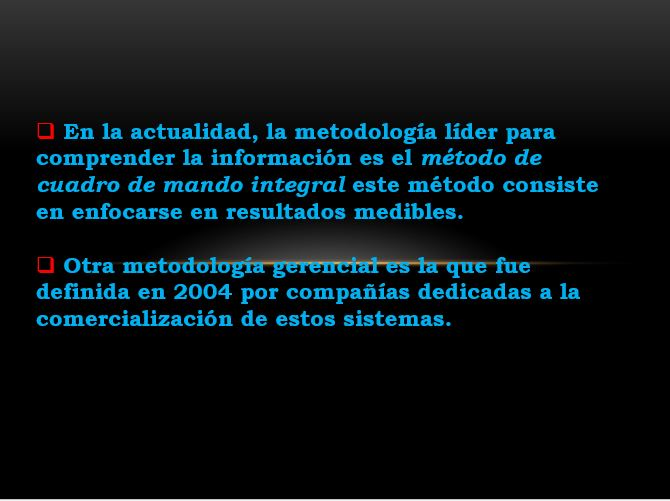 ❑ En la actualidad, la metodología líder para
comprender la información es el método de
cuadro de mando integral este método consiste
en enfocarse en resultados medibles.
❑ Otra metodología gerencial es la que fue
definida en 2004 por compañías dedicadas a la
comercialización de estos sistemas.